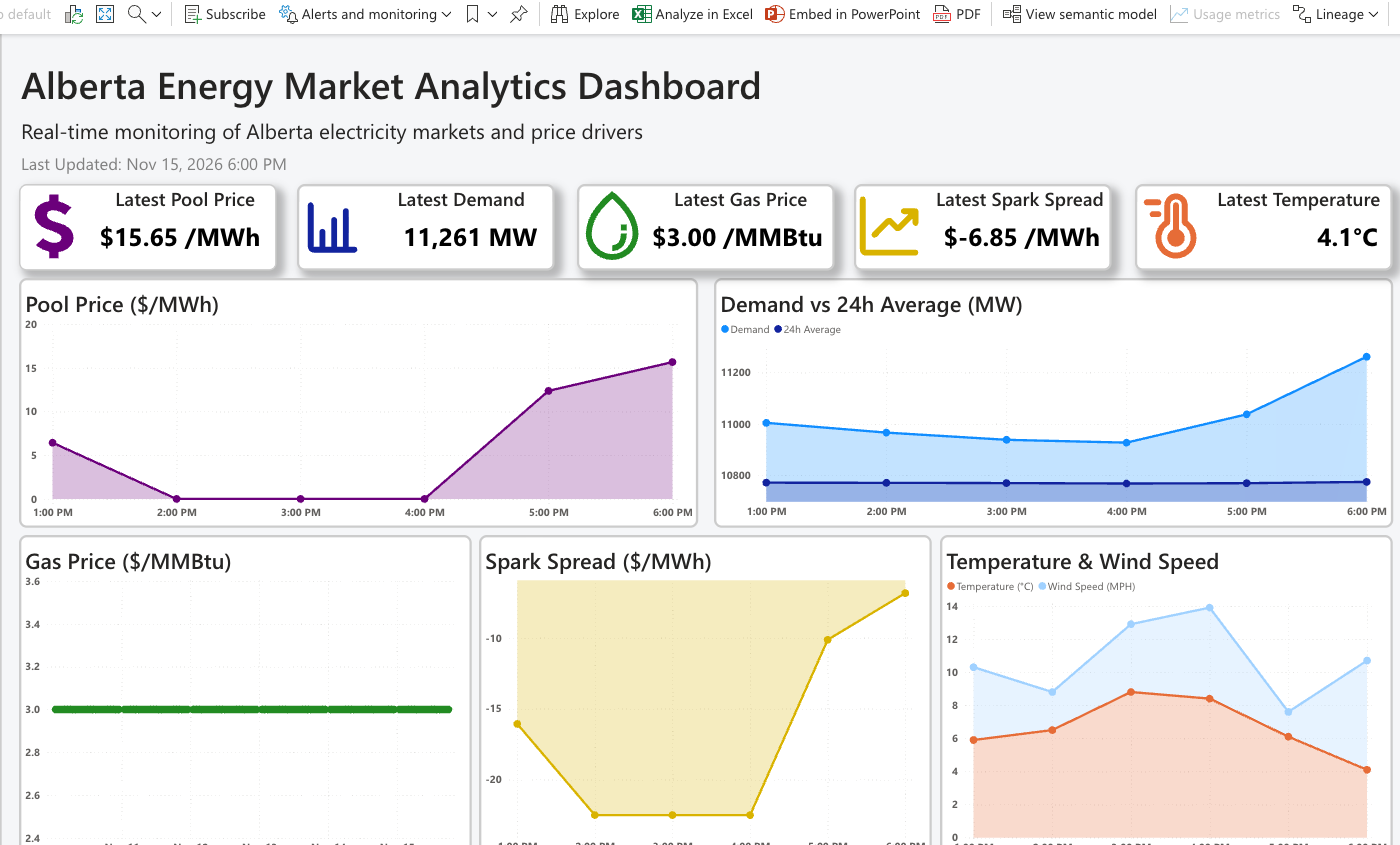 default
Subscribe
Alerts and monitoring
Explore
Analyze in Excel
Embed in PowerPoint
PDF
View semantic model
Usage metrics
Lineage
Alberta Energy Market Analytics Dashboard
Real-time monitoring of Alberta electricity markets and price drivers
Last Updated: Nov 15, 2026 6:00 PM
Latest Pool Price
$15.65 /MWh
Latest Demand
11,261 MW
Latest Gas Price
$3.00 /MMBtu
Latest Spark Spread
$-6.85 /MWh
Latest Temperature
4.1°C
Pool Price ($/MWh)
20
15
10
5
0
1:00 PM 2:00 PM 3:00 PM 4:00 PM 5:00 PM 6:00 PM
Demand vs 24h Average (MW)
Demand 24h Average
11200
11000
10800
1:00 PM 2:00 PM 3:00 PM 4:00 PM 5:00 PM 6:00 PM
Gas Price ($/MMBtu)
3.6
3.4
3.2
3.0
2.8
2.6
2.4
Spark Spread ($/MWh)
-10
-15
-20
Temperature & Wind Speed
Temperature (°C) Wind Speed (MPH)
14
12
10
8
6
4
2
0